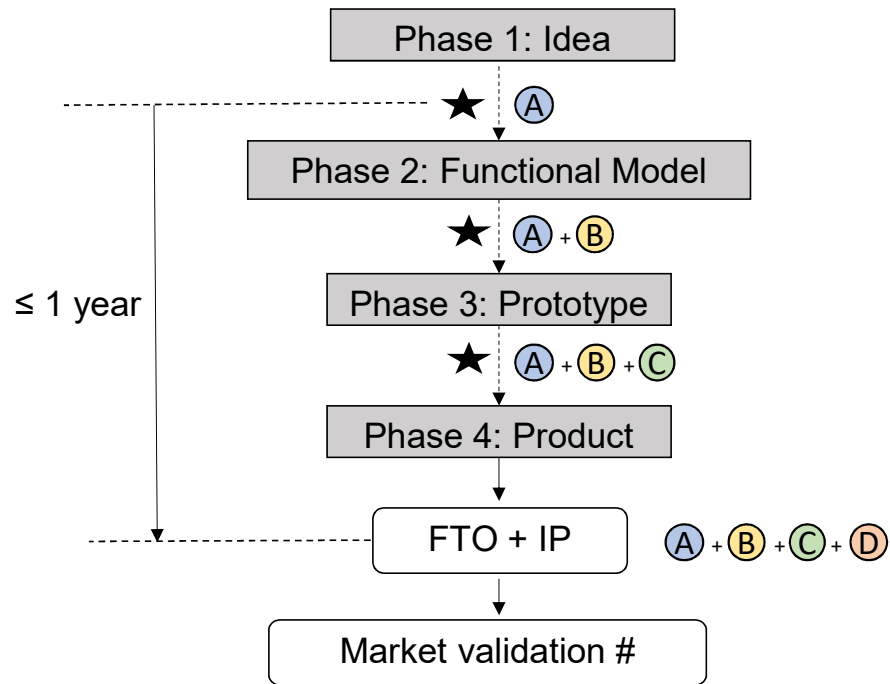 Phase 1: Idea
A
Phase 2: Functional Model
A + B
≤ 1 year
Phase 3: Prototype
A + B + C
Phase 4: Product
FTO + IP
A + B + C + D
Market validation #